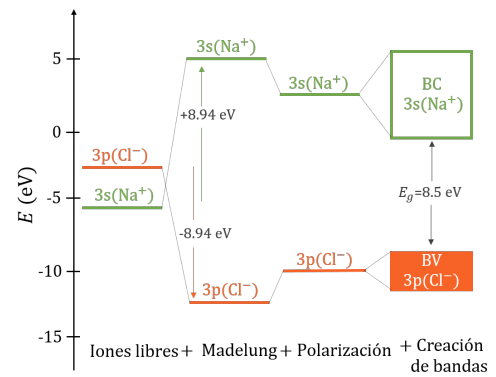 E (eV)
5
0
-5
-10
-15
3p(Cl⁻)
3s(Na⁺)
3s(Na⁺)
+8.94 eV
-8.94 eV
3p(Cl⁻)
3s(Na⁺)
3p(Cl⁻)
BC
3s(Na⁺)
E_g=8.5 eV
BV
3p(Cl⁻)
Iones libres + Madelung + Polarización + Creación
de bandas